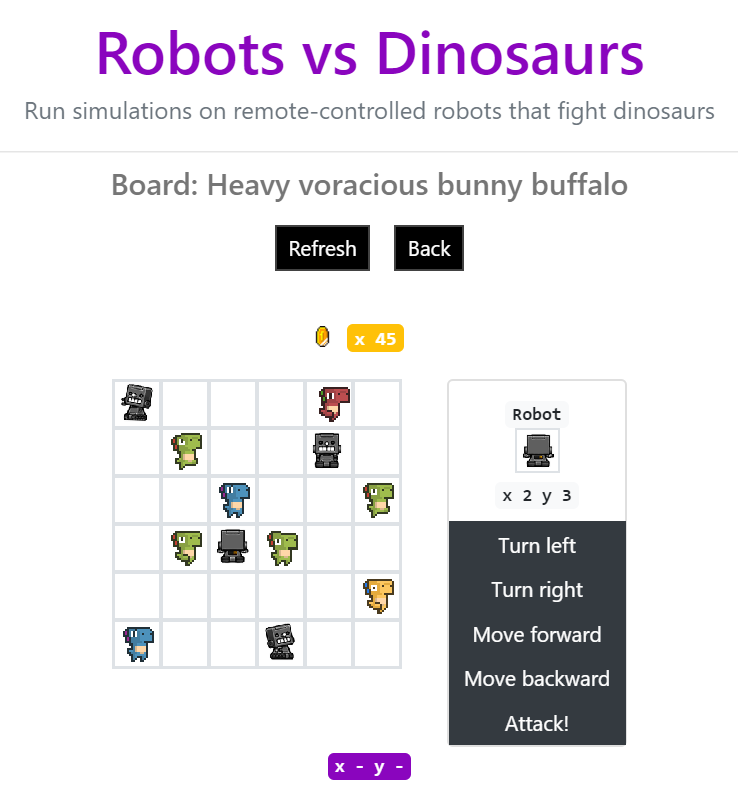 Robots vs Dinosaurs
Run simulations on remote-controlled robots that fight dinosaurs
Board: Heavy voracious bunny buffalo
Refresh Back
x 45
Robot
x 2 y 3
Turn left
Turn right
Move forward
Move backward
Attack!
x - y -